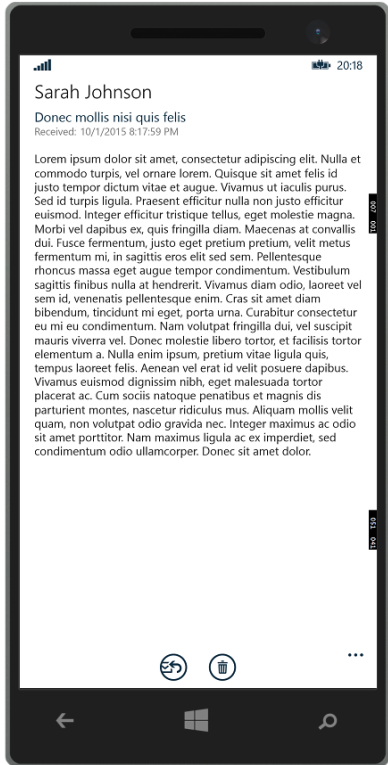 20:18
Sarah Johnson
Donec mollis nisi quis felis
Received: 10/1/2015 8:17:59 PM
Lorem ipsum dolor sit amet, consectetur adipiscing elit. Nulla et
commodo turpis, vel ornare lorem. Quisque sit amet felis id
justo tempor dictum vitae et augue. Vivamus ut iaculis purus.
Sed id turpis ligula. Praesent efficitur nulla non justo efficitur
euismod. Integer efficitur tristique tellus, eget molestie magna.
Morbi vel dapibus ex, quis fringilla diam. Maecenas at convallis
dui. Fusce fermentum, justo eget pretium pretium, velit metus
fermentum mi, in sagittis eros elit sed sem. Pellentesque
rhoncus massa eget augue tempor condimentum. Vestibulum
sagittis finibus nulla at hendrerit. Vivamus diam odio, laoreet vel
sem id, venenatis pellentesque enim. Cras sit amet diam
bibendum, tincidunt mi eget, porta urna. Curabitur consectetur
eu mi eu condimentum. Nam volutpat fringilla dui, vel suscipit
mauris viverra vel. Donec molestie libero tortor, et facilisis tortor
elementum a. Nulla enim ipsum, pretium vitae ligula quis,
tempus laoreet felis. Aenean vel erat id velit posuere dapibus.
Vivamus euismod dignissim nibh, eget malesuada tortor
placerat ac. Cum sociis natoque penatibus et magnis dis
parturient montes, nascetur ridiculus mus. Aliquam mollis velit
quam, non volutpat odio gravida nec. Integer maximus ac odio
sit amet porttitor. Nam maximus ligula ac ex imperdiet, sed
condimentum odio ullamcorper. Donec sit amet dolor.
007 001
051 041